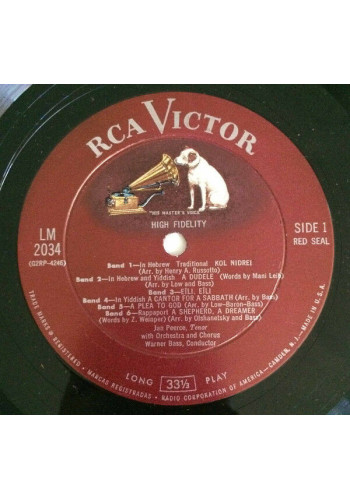 RCA VICTOR
"HIS MASTER'S VOICE"
HIGH FIDELITY
LM
2034
(G2RP-4246)
SIDE 1
RED SEAL
Band 1—In Hebrew Traditional KOL NIDREI
(Arr. by Henry A. Russotto)
Band 2—In Hebrew and Yiddish A DUDELE (Words by Mani Leib)
(Arr. by Low and Bass)
Band 3—EILI, EILI
Band 4—In Yiddish A CANTOR FOR A SABBATH (Arr. by Bass)
Band 5—A PLEA TO GOD (Arr. by Low-Baron-Bass)
Band 6—Rappaport A SHEPHERD, A DREAMER
(Words by Z. Weinper) (Arr. by Olshanetsky and Bass)
Jan Peerce, Tenor
with Orchestra and Chorus
Warner Bass, Conductor
LONG 33⅓ PLAY
TRADE MARKS ® REGISTERED • MARCAS REGISTRADAS • RADIO CORPORATION OF AMERICA—CAMDEN, N. J. • MADE IN U.S.A.